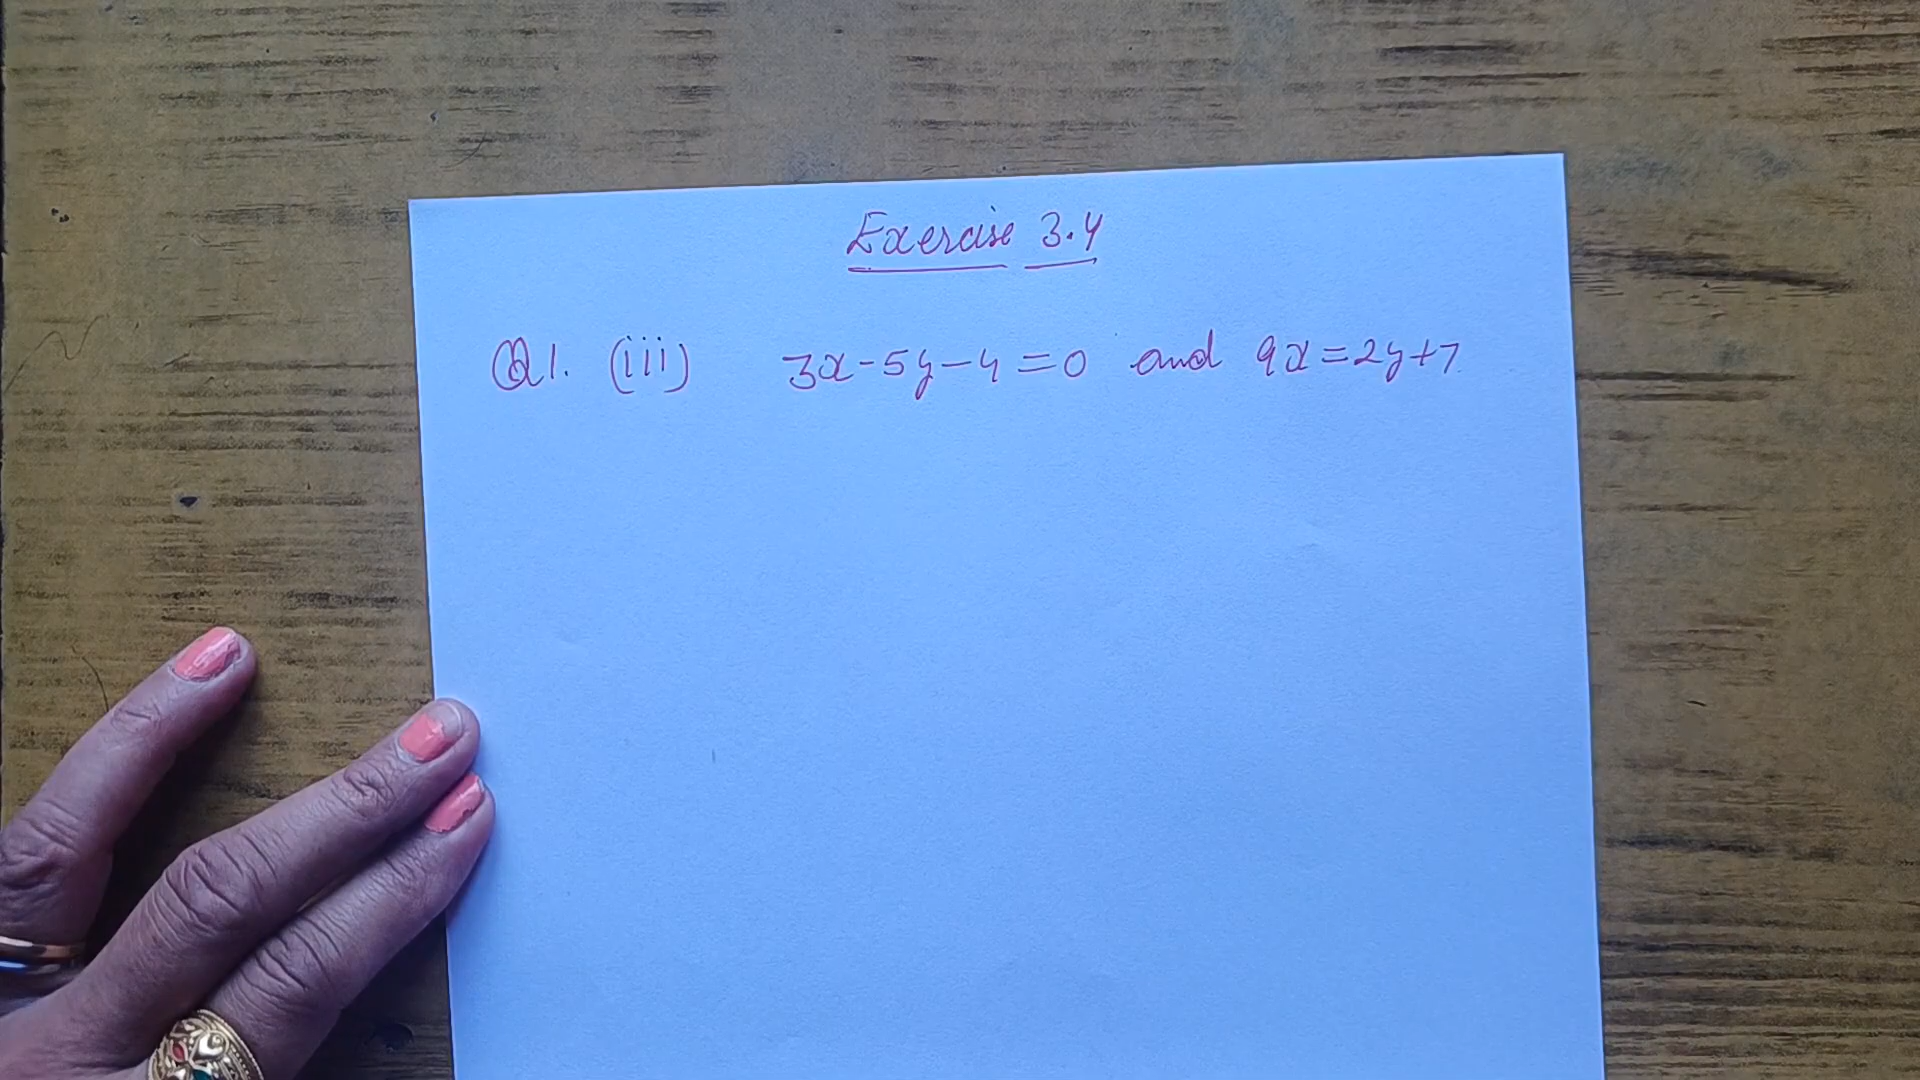 Exercise 3.4
Q1. (iii) 3x-5y-4=0 and 9x=2y+7